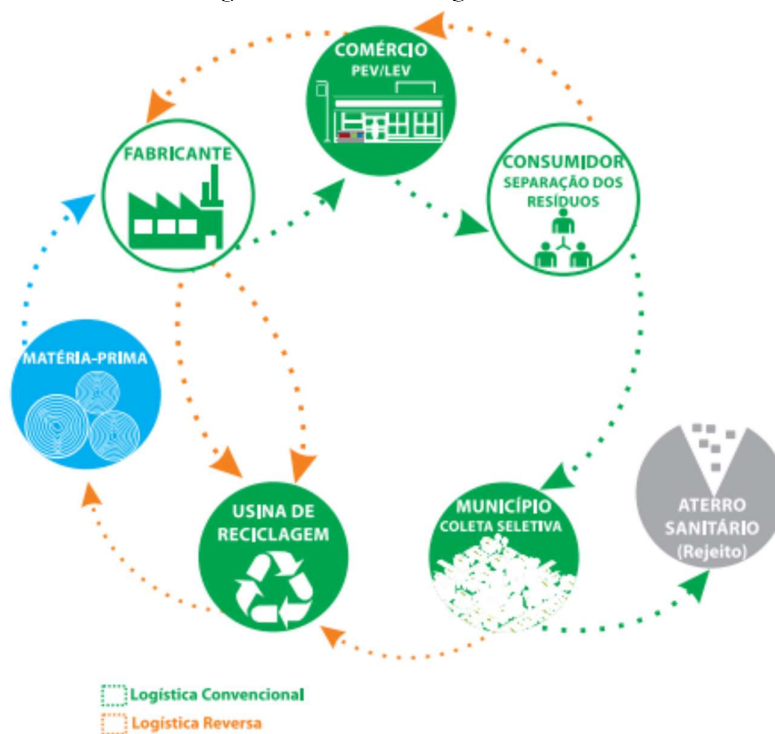 COMÉRCIO
PEV/LEV
FABRICANTE
CONSUMIDOR
SEPARAÇÃO DOS
RESÍDUOS
MATÉRIA-PRIMA
USINA DE
RECICLAGEM
MUNICÍPIO
COLETA SELETIVA
ATERRO
SANITÁRIO
(Rejeito)
Logística Convencional
Logística Reversa